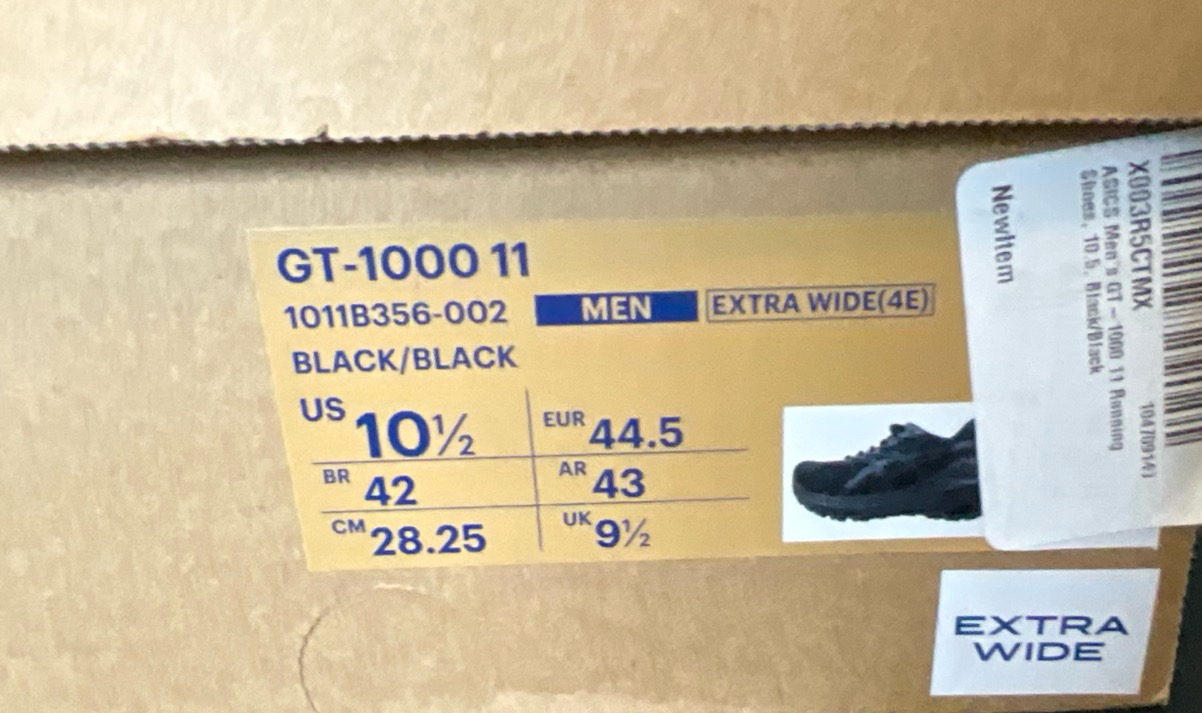 GT-1000 11
1011B356-002 MEN EXTRA WIDE(4E)
BLACK/BLACK
US 10½ EUR 44.5
BR 42 AR 43
CM 28.25 UK 9½
EXTRA
WIDE
X003R5CTMX
ASICS Men's GT - 1000 11 Running
Shoes, 10.5, Black/Black
NewItem